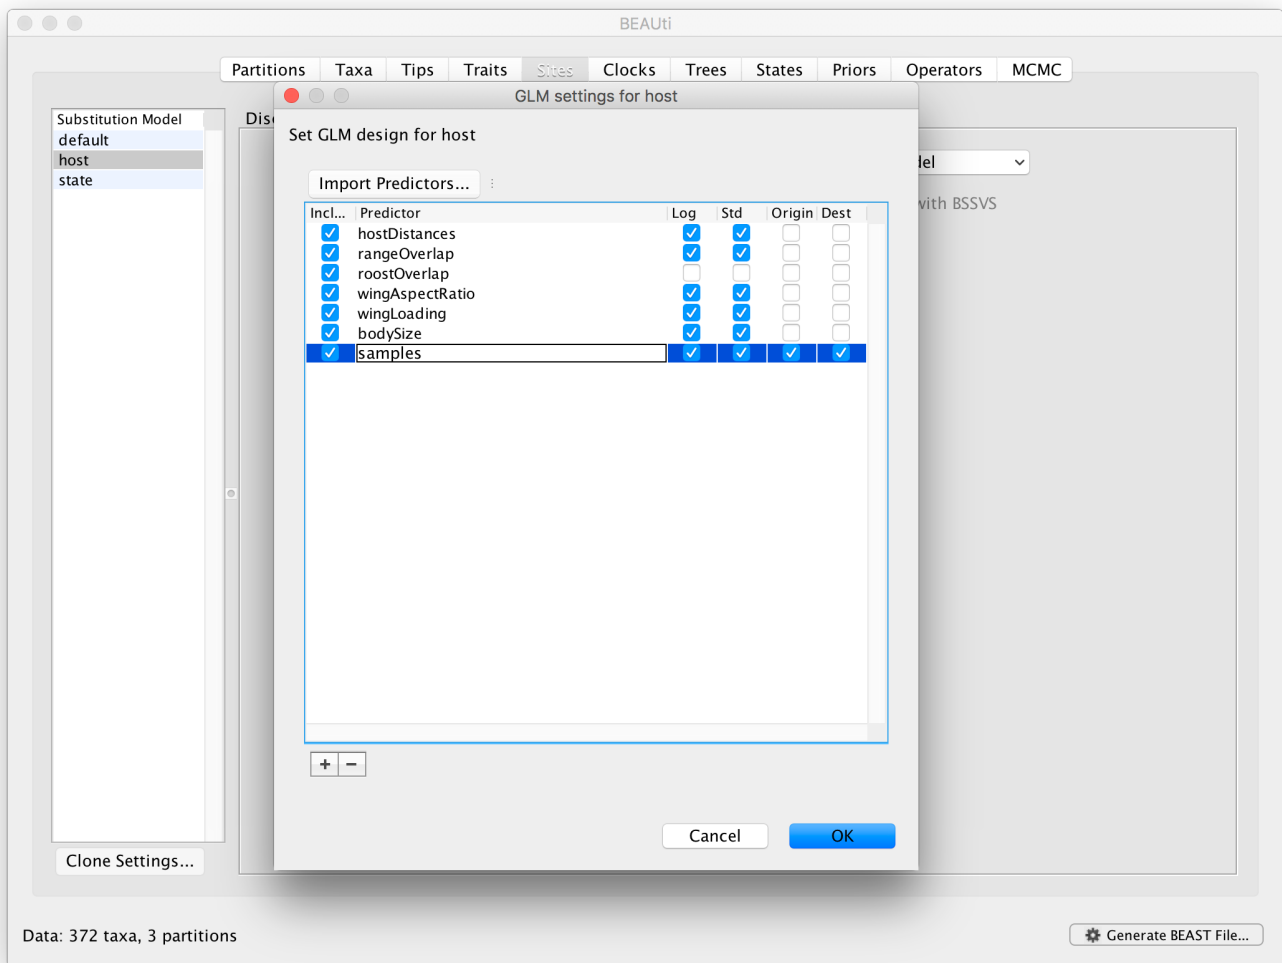 BEAUti
Partitions Taxa Tips Traits Sites Clocks Trees States Priors Operators MCMC
GLM settings for host
Substitution Model
default
host
state
Set GLM design for host
with BSSVS
Import Predictors...
Incl... Predictor Log Std Origin Dest
hostDistances
rangeOverlap
roostOverlap
wingAspectRatio
wingLoading
bodySize
samples
+ −
Cancel OK
Clone Settings...
Data: 372 taxa, 3 partitions Generate BEAST File...